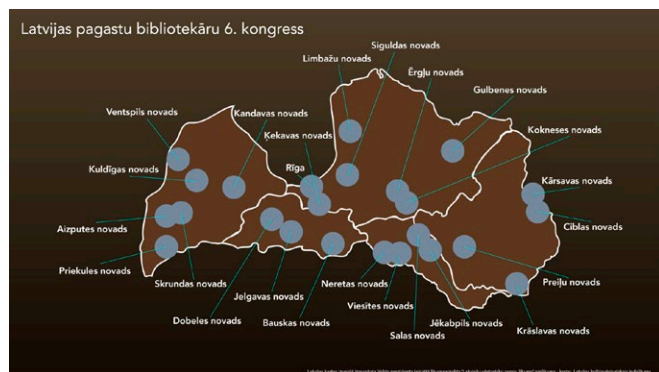 Latvijas pagastu bibliotekāru 6. kongress
Siguldas novads
Limbažu novads
Ērgļu novads
Gulbenes novads
Ventspils novads
Kandavas novads
Ķekavas novads
Kokneses novads
Kuldīgas novads
Rīga
Kārsavas novads
Aizputes novads
Ciblas novads
Priekules novads
Skrundas novads
Jelgavas novads
Neretas novads
Preiļu novads
Viesītes novads
Dobeles novads
Bauskas novads
Salas novads
Jēkabpils novads
Krāslavas novads